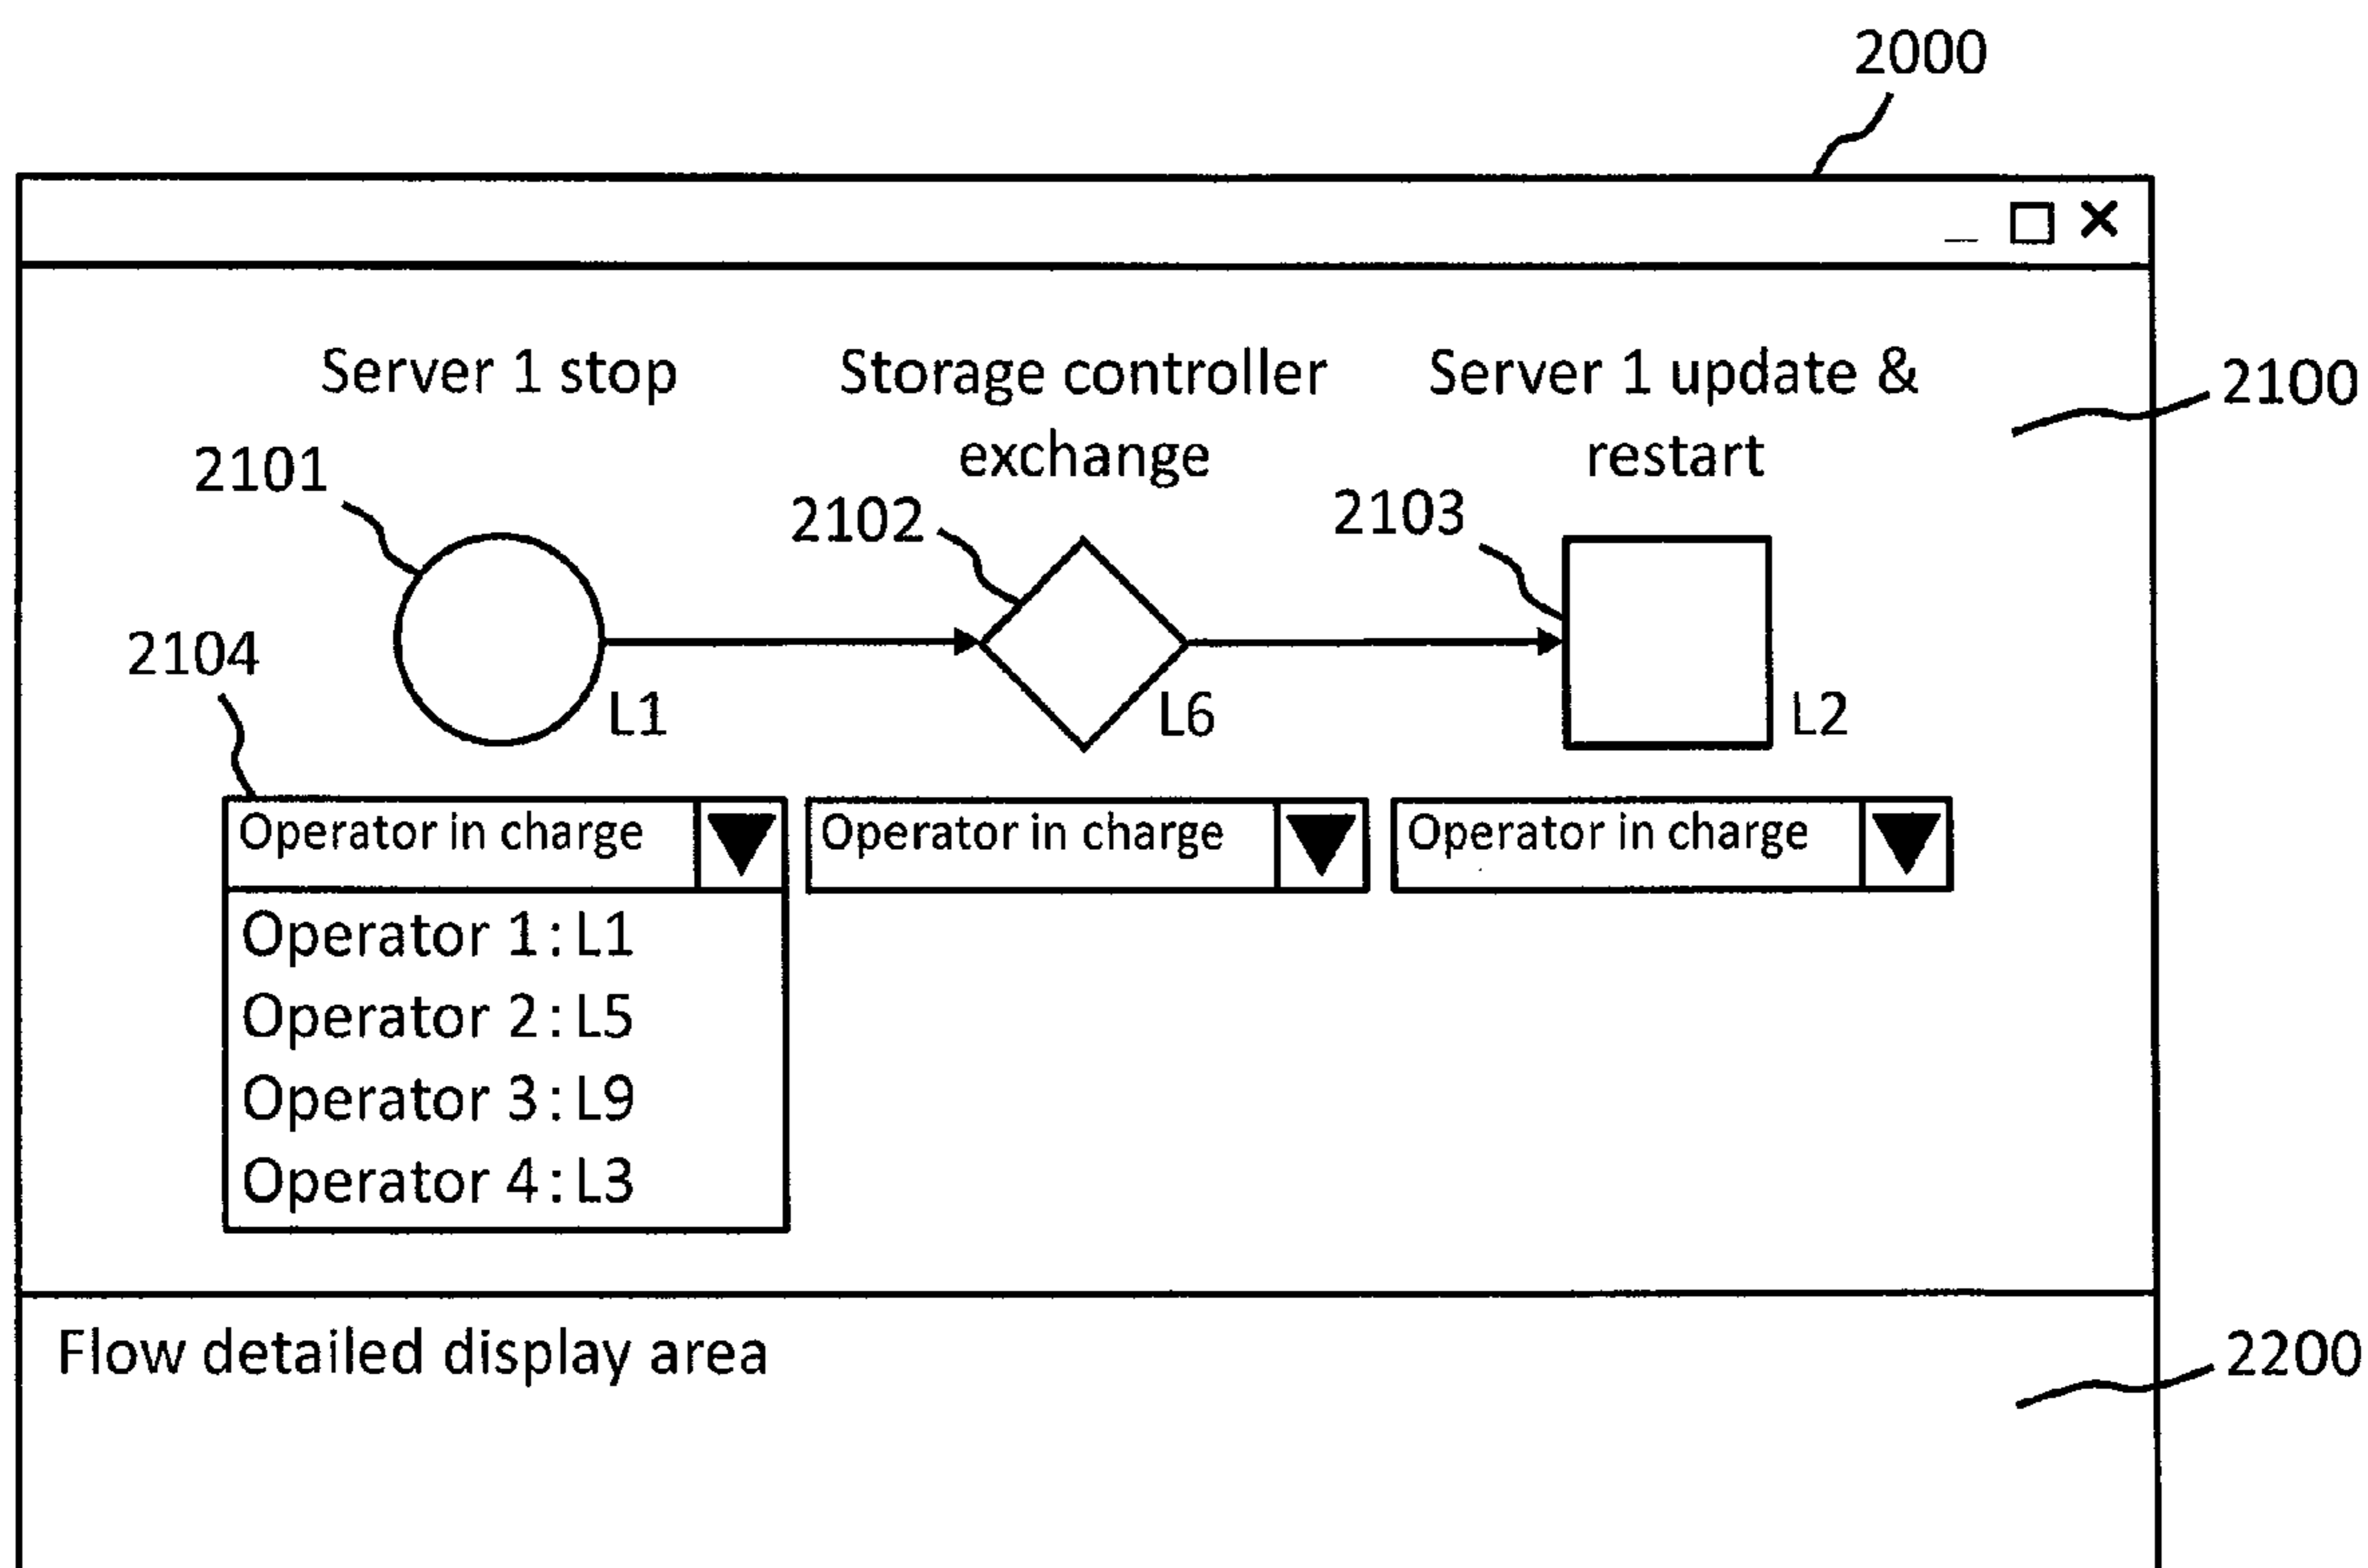 2000
Server 1 stop
Storage controller
exchange
Server 1 update &
restart
2100
2101
2102
2103
2104
L1
L6
L2
Operator in charge
Operator in charge
Operator in charge
Operator 1 : L1
Operator 2 : L5
Operator 3 : L9
Operator 4 : L3
Flow detailed display area
2200